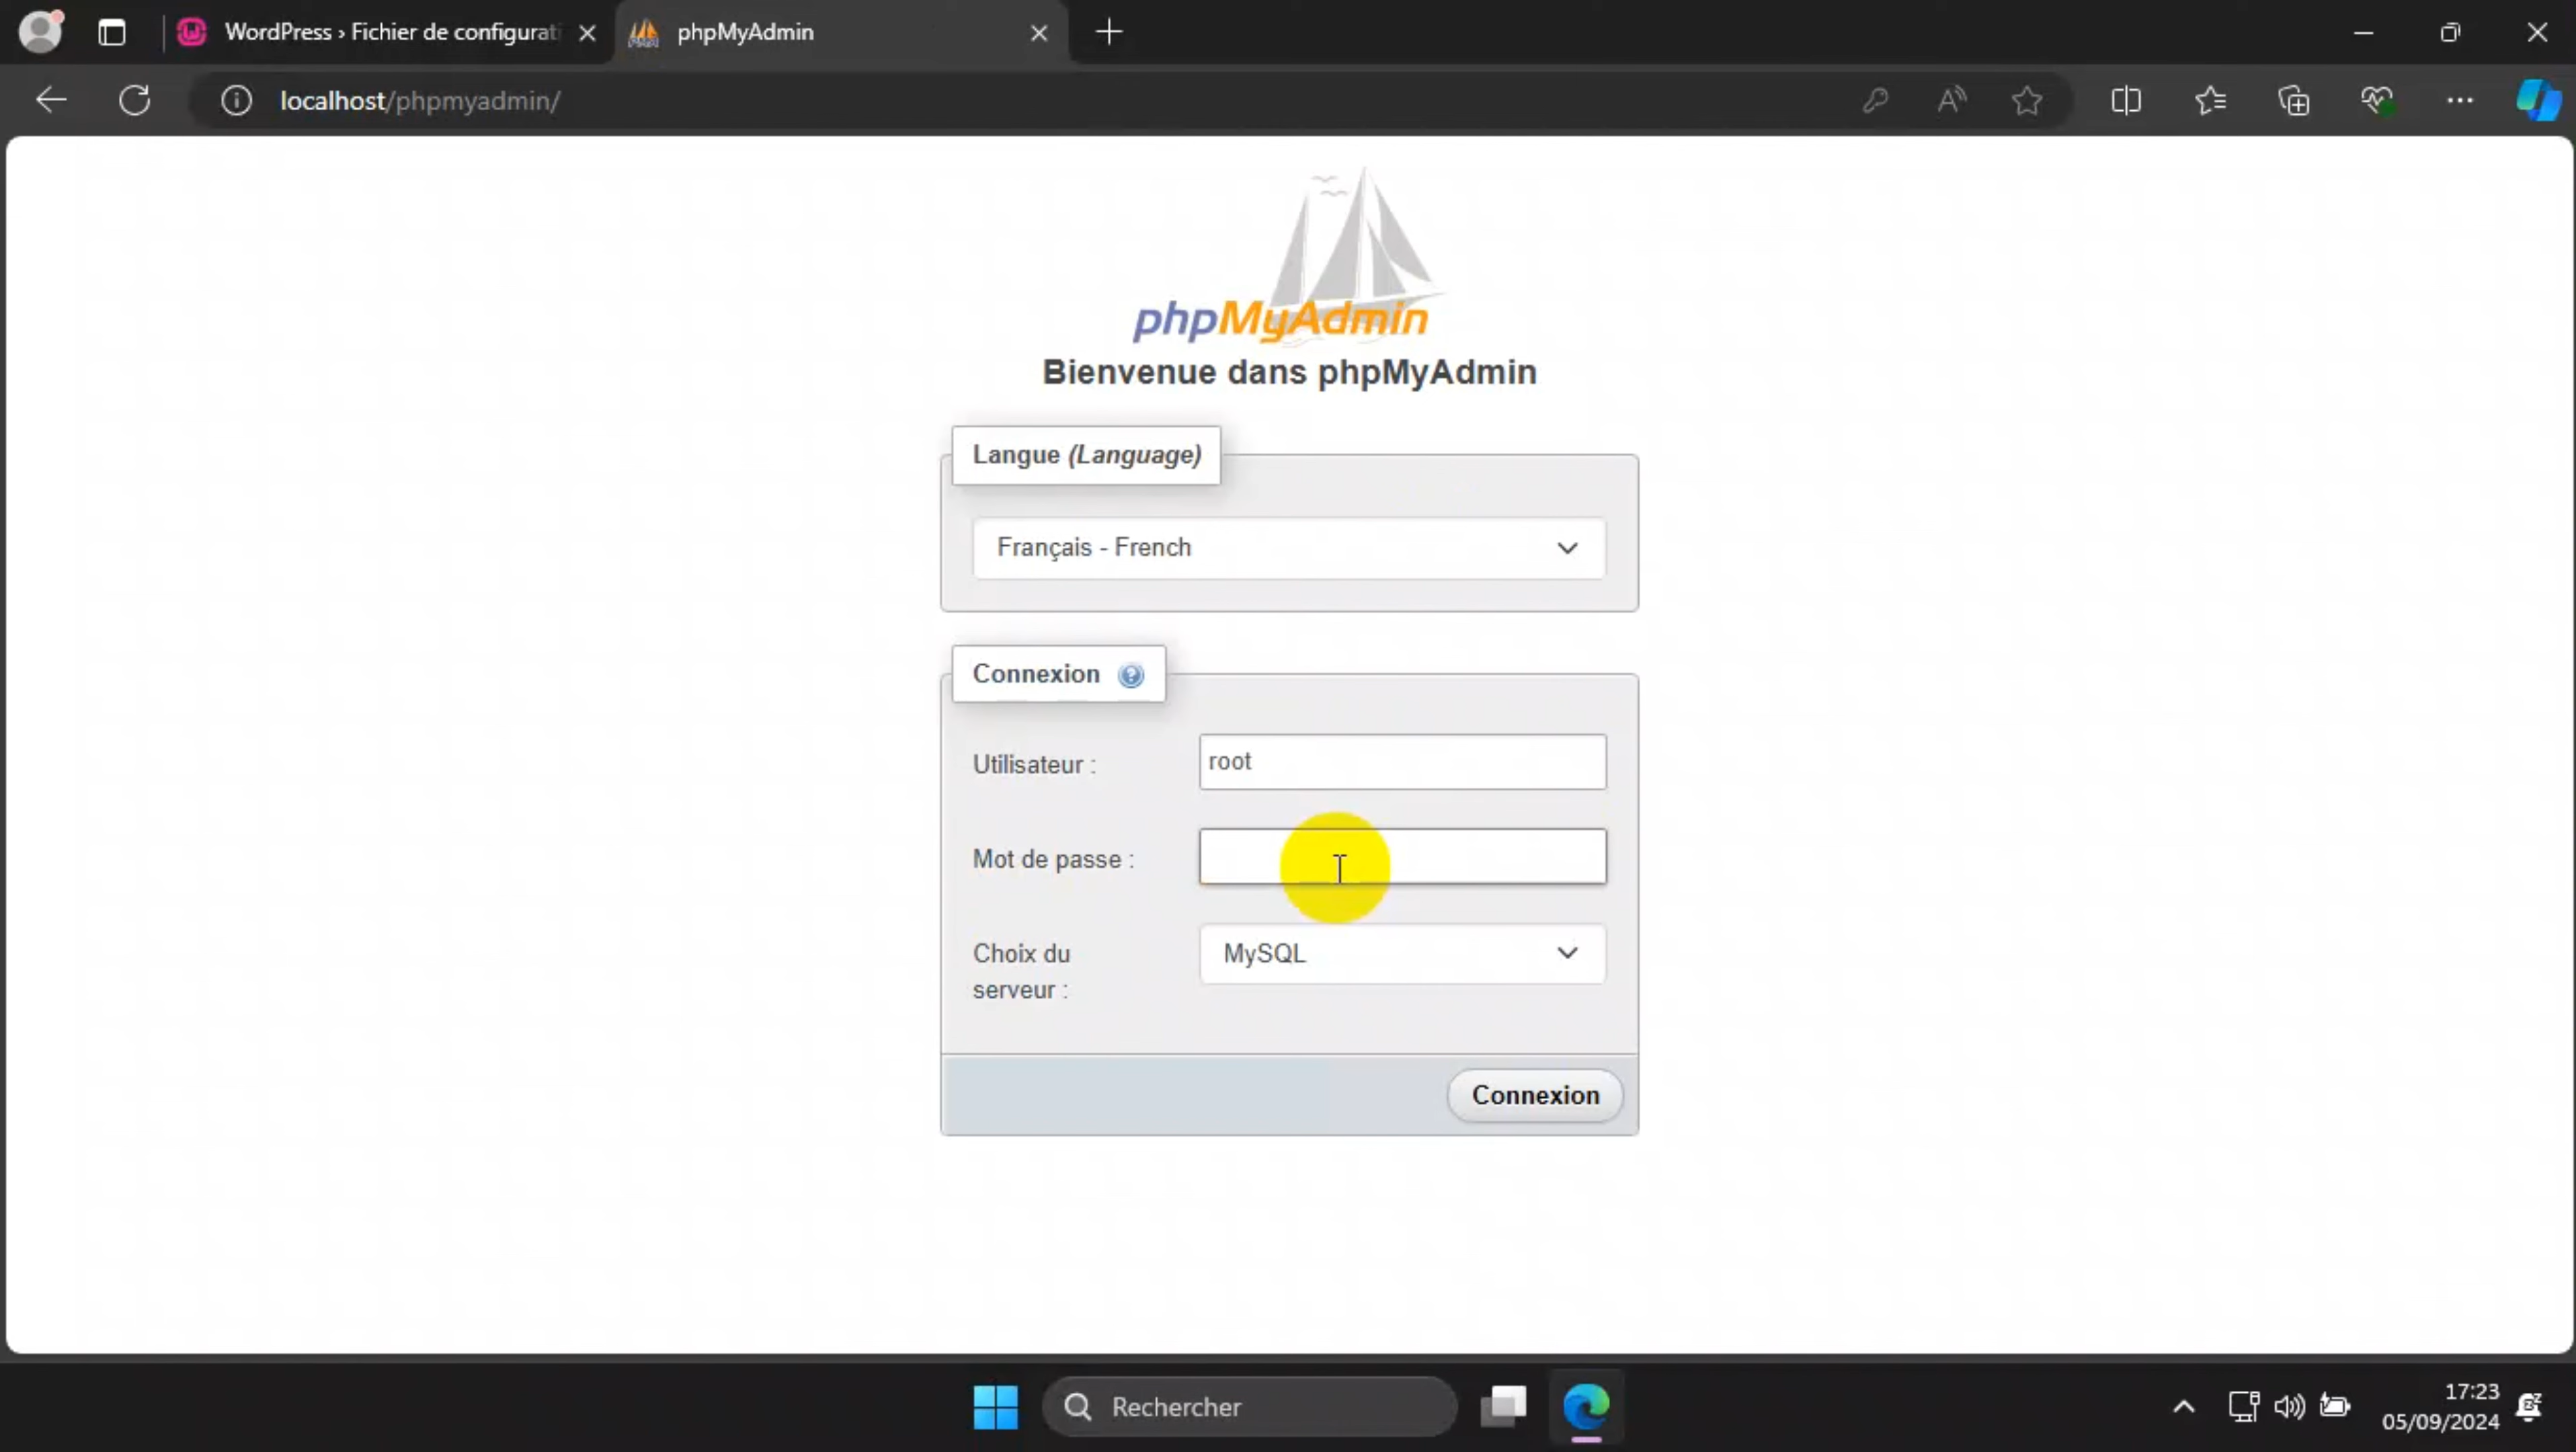 WordPress › Fichier de configurati
phpMyAdmin
localhost/phpmyadmin/
phpMyAdmin
Bienvenue dans phpMyAdmin
Langue (Language)
Français - French
Connexion
Utilisateur :
root
Mot de passe :
Choix du
serveur :
MySQL
Connexion
Rechercher
17:23
05/09/2024